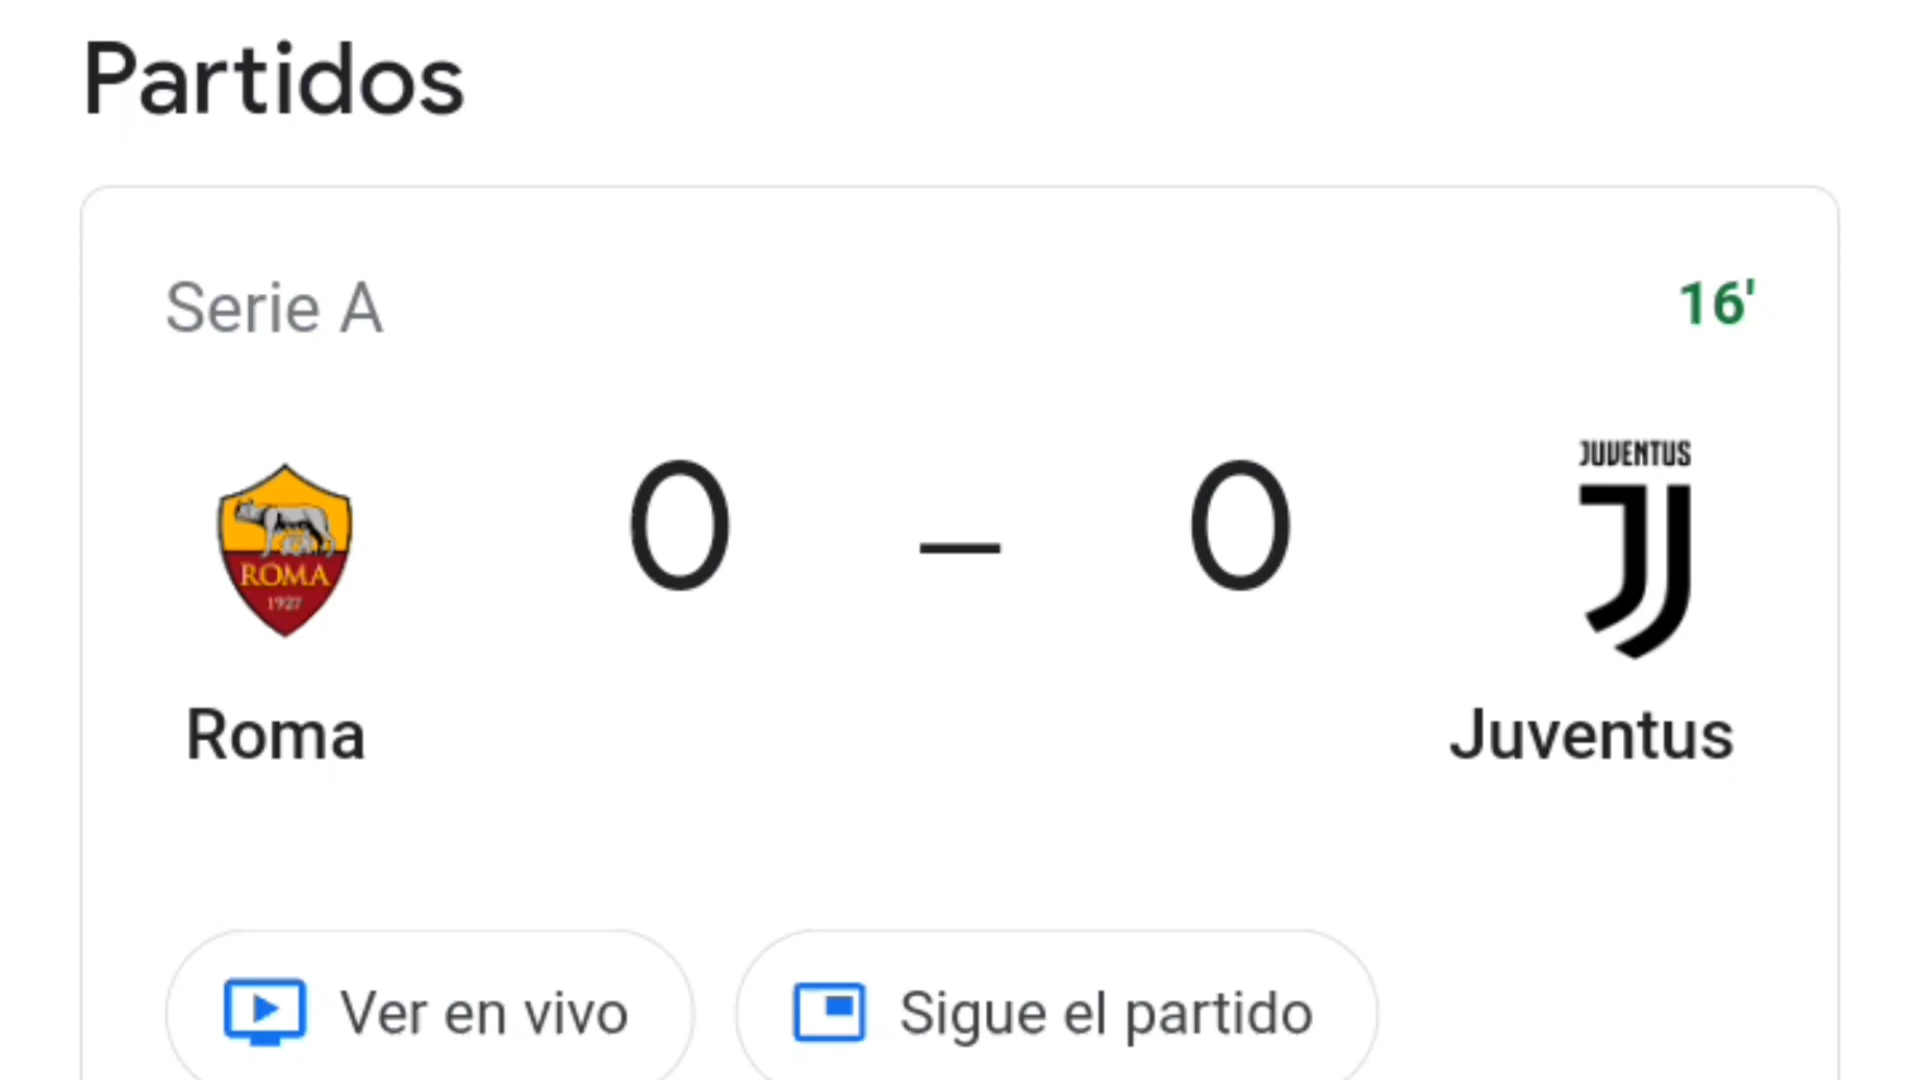 Partidos
Serie A
16'
JUVENTUS
0 – 0
ROMA
1927
Roma
Juventus
Ver en vivo
Sigue el partido